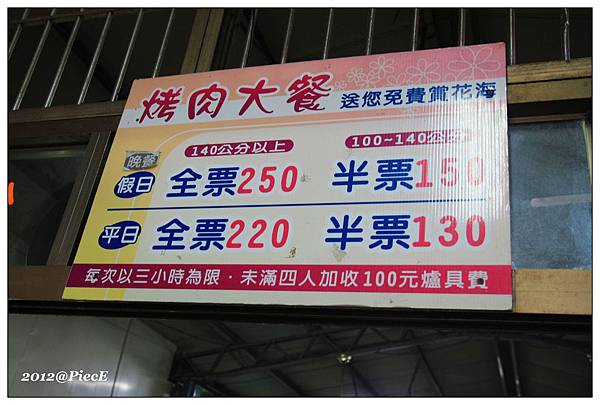 烤肉大餐 送您免費賞花海
140公分以上 100~140公分
晚餐
假日 全票250 半票150
平日 全票220 半票130
每次以三小時為限·未滿四人加收100元爐具費
2012@PiecE